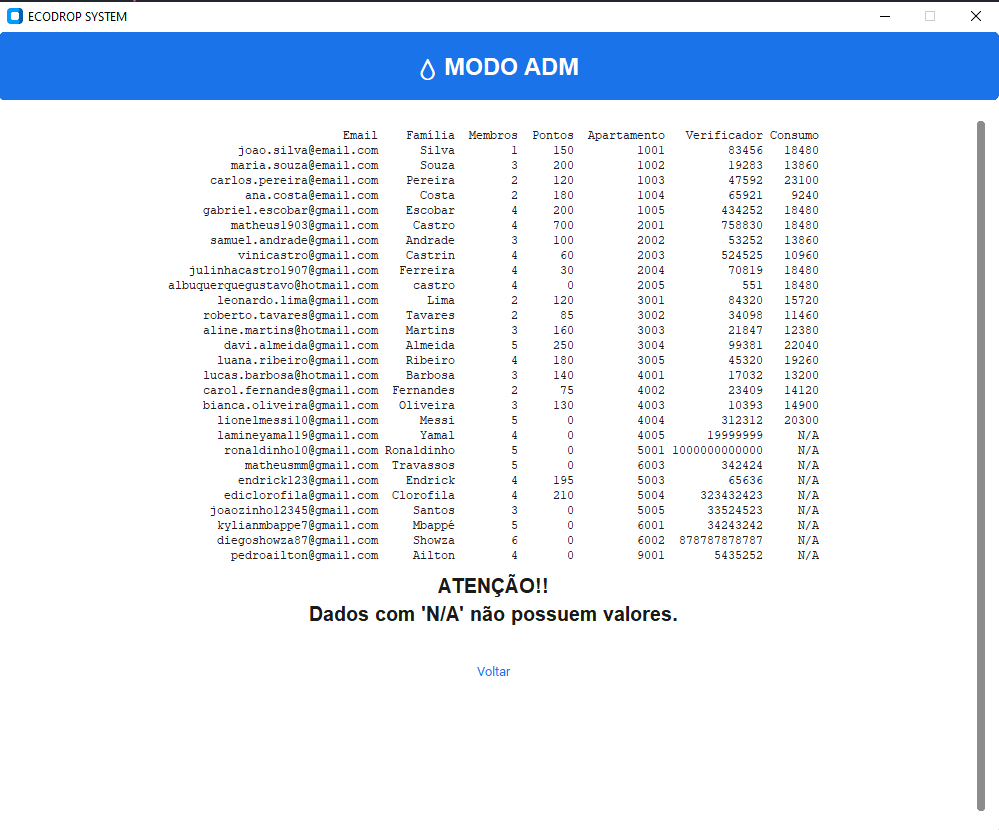 ECODROP SYSTEM
MODO ADM
Email Família Membros Pontos Apartamento Verificador Consumo
joao.silva@email.com Silva 1 150 1001 83456 18480
maria.souza@email.com Souza 3 200 1002 19283 13860
carlos.pereira@email.com Pereira 2 120 1003 47592 23100
ana.costa@email.com Costa 2 180 1004 65921 9240
gabriel.escobar@gmail.com Escobar 4 200 1005 434252 18480
matheus1903@gmail.com Castro 4 700 2001 758830 18480
samuel.andrade@gmail.com Andrade 3 100 2002 53252 13860
vinicastro@gmail.com Castrin 4 60 2003 524525 10960
julinhacastro1907@gmail.com Ferreira 4 30 2004 70819 18480
albuquerquegustavo@hotmail.com castro 4 0 2005 551 18480
leonardo.lima@gmail.com Lima 2 120 3001 84320 15720
roberto.tavares@gmail.com Tavares 2 85 3002 34098 11460
aline.martins@hotmail.com Martins 3 160 3003 21847 12380
davi.almeida@gmail.com Almeida 5 250 3004 99381 22040
luana.ribeiro@gmail.com Ribeiro 4 180 3005 45320 19260
lucas.barbosa@hotmail.com Barbosa 3 140 4001 17032 13200
carol.fernandes@gmail.com Fernandes 2 75 4002 23409 14120
bianca.oliveira@gmail.com Oliveira 3 130 4003 10393 14900
lionelmessi10@gmail.com Messi 5 0 4004 312312 20300
lamineyamal19@gmail.com Yamal 4 0 4005 19999999 N/A
ronaldinho10@gmail.com Ronaldinho 5 0 5001 1000000000000 N/A
matheusmm@gmail.com Travassos 5 0 6003 342424 N/A
endrick123@gmail.com Endrick 4 195 5003 65636 N/A
ediclorofila@gmail.com Clorofila 4 210 5004 323432423 N/A
joaozinho12345@gmail.com Santos 3 0 5005 33524523 N/A
kylianmbappe7@gmail.com Mbappé 5 0 6001 34243242 N/A
diegoshowza87@gmail.com Showza 6 0 6002 878787878787 N/A
pedroailton@gmail.com Ailton 4 0 9001 5435252 N/A
ATENÇÃO!!
Dados com 'N/A' não possuem valores.
Voltar